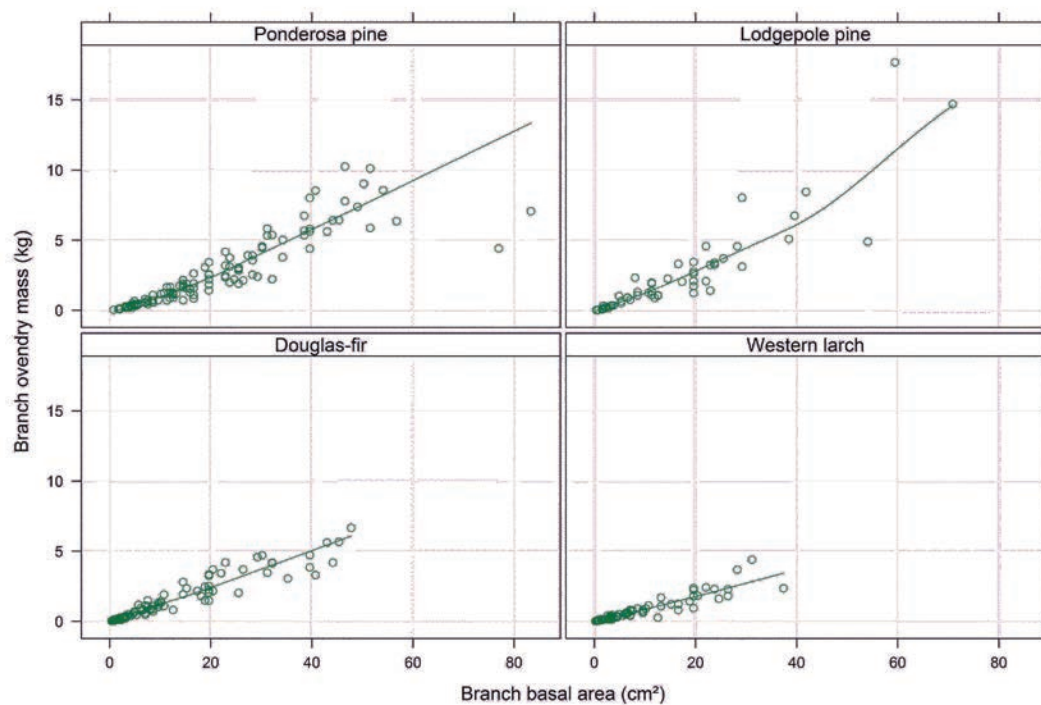 Ponderosa pine
Lodgepole pine
15
10
5
0
Douglas-fir
Western larch
15
10
5
0
0 20 40 60 80
0 20 40 60 80
Branch ovendry mass (kg)
Branch basal area (cm²)